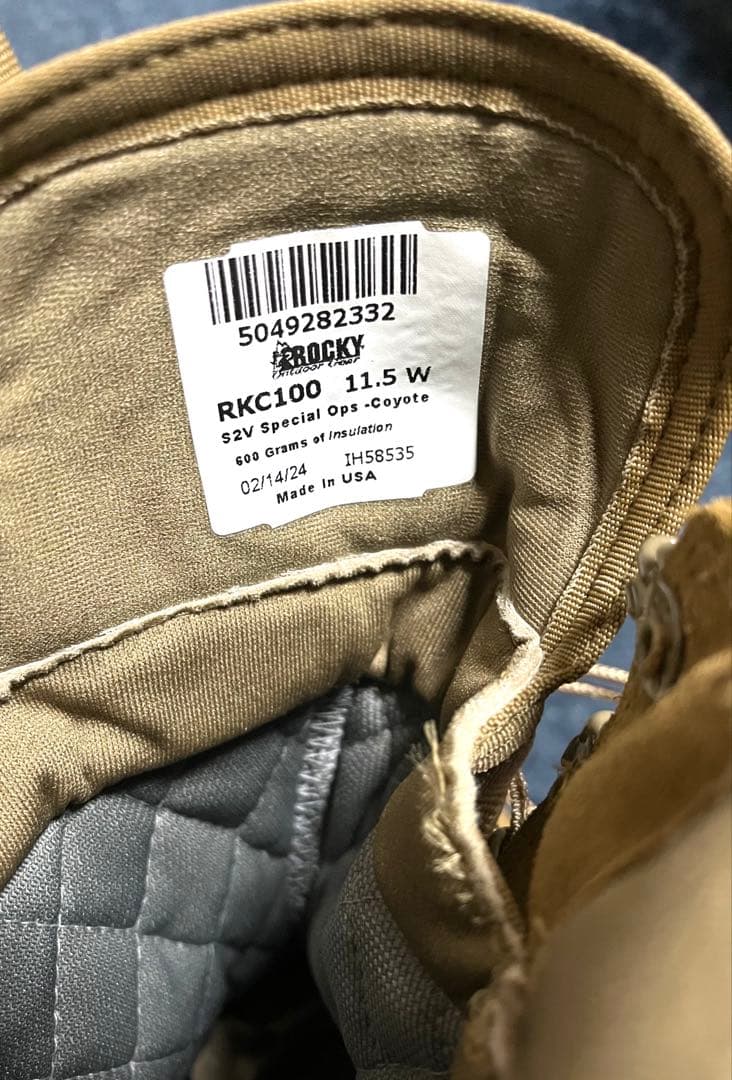 5049282332
ROCKY
Outdoor Gear
RKC100 11.5 W
S2V Special Ops -Coyote
600 Grams of Insulation
02/14/24 IH58535
Made In USA